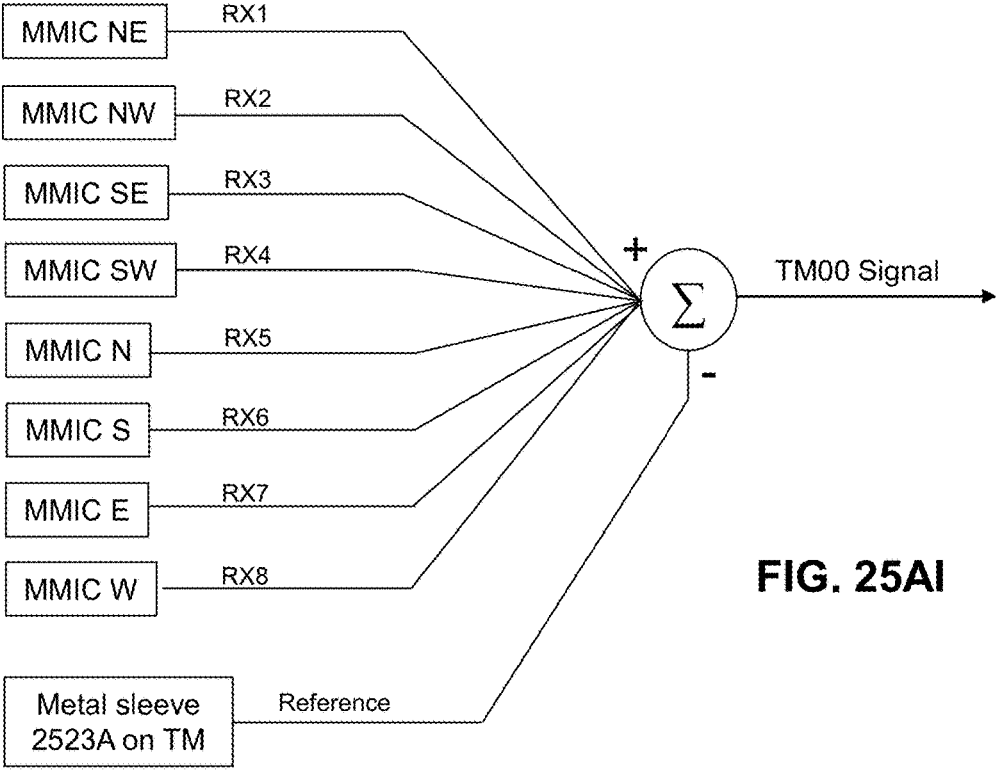 MMIC NE RX1
MMIC NW RX2
MMIC SE RX3
MMIC SW RX4
MMIC N RX5
MMIC S RX6
MMIC E RX7
MMIC W RX8
+
Σ
-
TM00 Signal
Metal sleeve
2523A on TM
Reference
FIG. 25AI